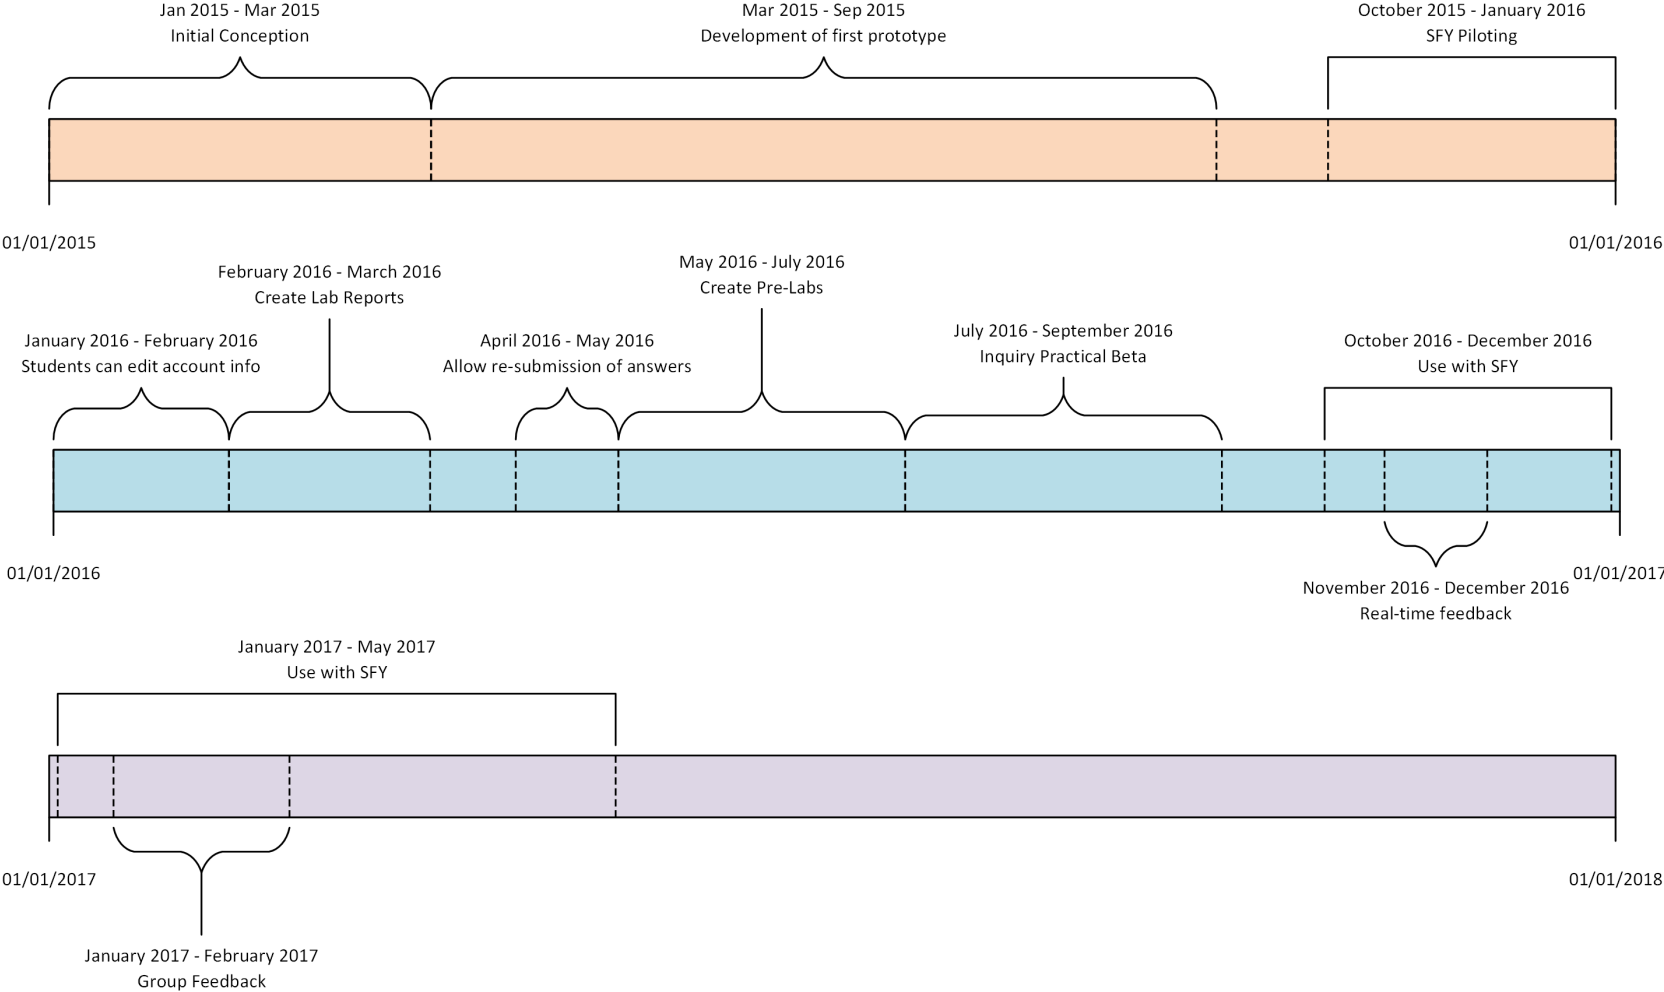 Jan 2015 - Mar 2015
Initial Conception
Mar 2015 - Sep 2015
Development of first prototype
October 2015 - January 2016
SFY Piloting
01/01/2015
01/01/2016
January 2016 - February 2016
Students can edit account info
February 2016 - March 2016
Create Lab Reports
April 2016 - May 2016
Allow re-submission of answers
May 2016 - July 2016
Create Pre-Labs
July 2016 - September 2016
Inquiry Practical Beta
October 2016 - December 2016
Use with SFY
01/01/2016
01/01/2017
November 2016 - December 2016
Real-time feedback
January 2017 - May 2017
Use with SFY
01/01/2017
01/01/2018
January 2017 - February 2017
Group Feedback